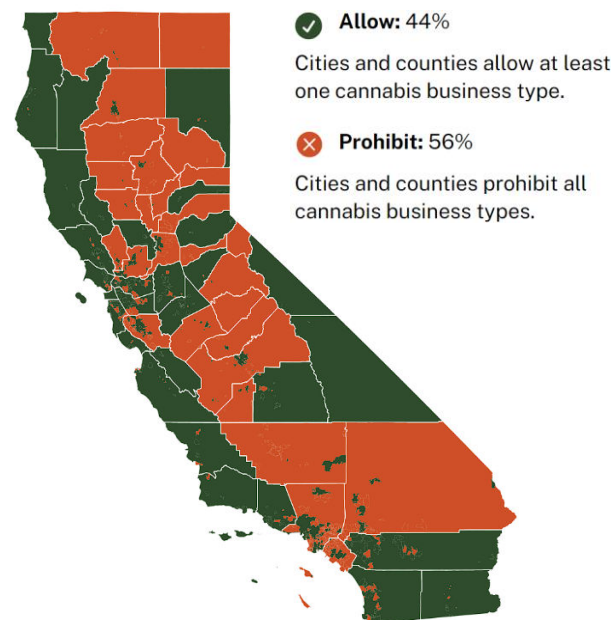 Allow: 44%
Cities and counties allow at least
one cannabis business type.
Prohibit: 56%
Cities and counties prohibit all
cannabis business types.